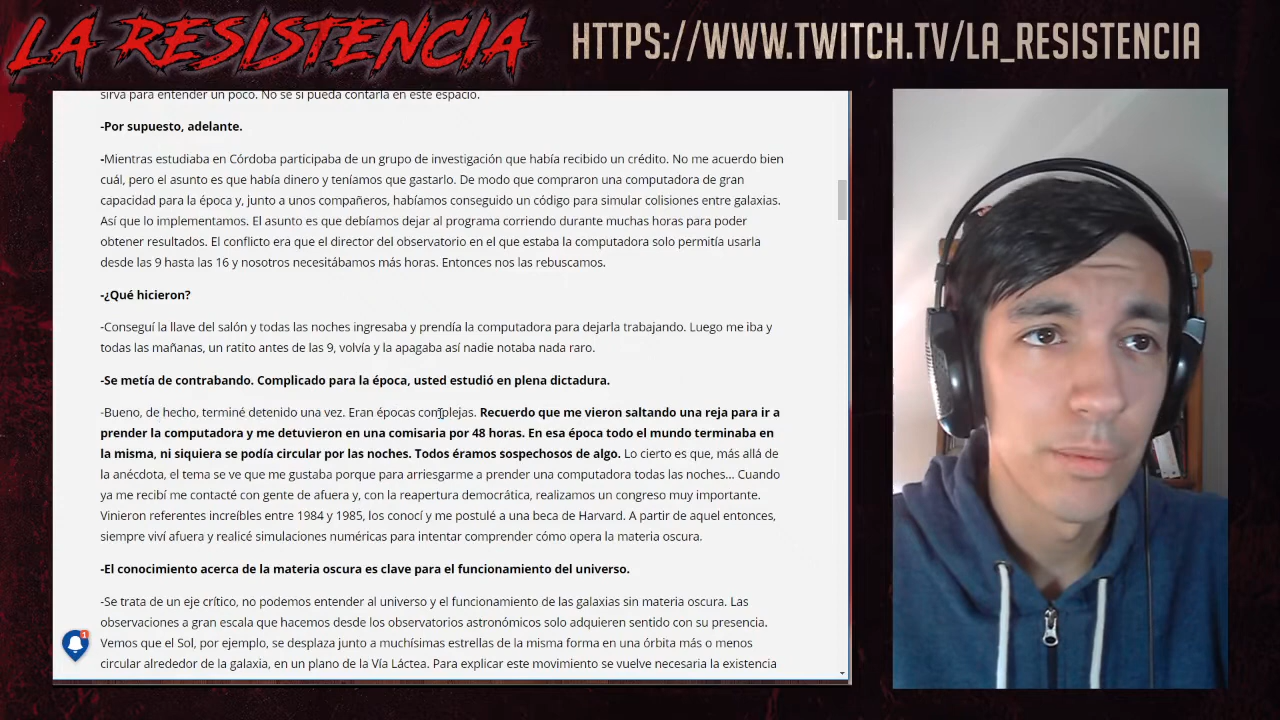 LA RESISTENCIA
HTTPS://WWW.TWITCH.TV/LA_RESISTENCIA
sirva para entender un poco. No se si pueda contarla en este espacio.
-Por supuesto, adelante.
-Mientras estudiaba en Córdoba participaba de un grupo de investigación que había recibido un crédito. No me acuerdo bien
cuál, pero el asunto es que había dinero y teníamos que gastarlo. De modo que compraron una computadora de gran
capacidad para la época y, junto a unos compañeros, habíamos conseguido un código para simular colisiones entre galaxias.
Así que lo implementamos. El asunto es que debíamos dejar al programa corriendo durante muchas horas para poder
obtener resultados. El conflicto era que el director del observatorio en el que estaba la computadora solo permitía usarla
desde las 9 hasta las 16 y nosotros necesitábamos más horas. Entonces nos las rebuscamos.
-¿Qué hicieron?
-Conseguí la llave del salón y todas las noches ingresaba y prendía la computadora para dejarla trabajando. Luego me iba y
todas las mañanas, un ratito antes de las 9, volvía y la apagaba así nadie notaba nada raro.
-Se metía de contrabando. Complicado para la época, usted estudió en plena dictadura.
-Bueno, de hecho, terminé detenido una vez. Eran épocas complejas. Recuerdo que me vieron saltando una reja para ir a
prender la computadora y me detuvieron en una comisaria por 48 horas. En esa época todo el mundo terminaba en
la misma, ni siquiera se podía circular por las noches. Todos éramos sospechosos de algo. Lo cierto es que, más allá de
la anécdota, el tema se ve que me gustaba porque para arriesgarme a prender una computadora todas las noches... Cuando
ya me recibí me contacté con gente de afuera y, con la reapertura democrática, realizamos un congreso muy importante.
Vinieron referentes increíbles entre 1984 y 1985, los conocí y me postulé a una beca de Harvard. A partir de aquel entonces,
siempre viví afuera y realicé simulaciones numéricas para intentar comprender cómo opera la materia oscura.
-El conocimiento acerca de la materia oscura es clave para el funcionamiento del universo.
-Se trata de un eje crítico, no podemos entender al universo y el funcionamiento de las galaxias sin materia oscura. Las
observaciones a gran escala que hacemos desde los observatorios astronómicos solo adquieren sentido con su presencia.
Vemos que el Sol, por ejemplo, se desplaza junto a muchísimas estrellas de la misma forma en una órbita más o menos
circular alrededor de la galaxia, en un plano de la Vía Láctea. Para explicar este movimiento se vuelve necesaria la existencia
1